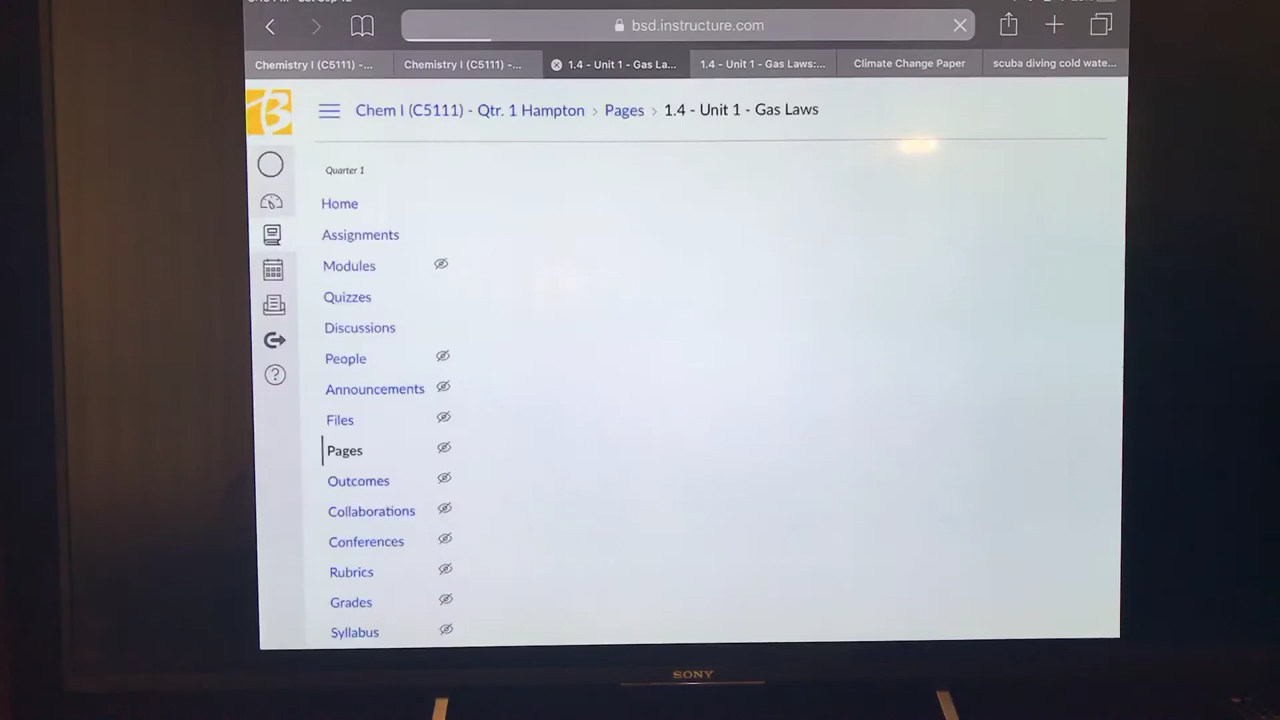 bsd.instructure.com
Chemistry I (C5111) -...
Chemistry I (C5111) -...
1.4 - Unit 1 - Gas La...
1.4 - Unit 1 - Gas Laws:...
Climate Change Paper
scuba diving cold wate...
B
Chem I (C5111) - Qtr. 1 Hampton > Pages > 1.4 - Unit 1 - Gas Laws
Quarter 1
Home
Assignments
Modules
Quizzes
Discussions
People
Announcements
Files
Pages
Outcomes
Collaborations
Conferences
Rubrics
Grades
Syllabus
SONY